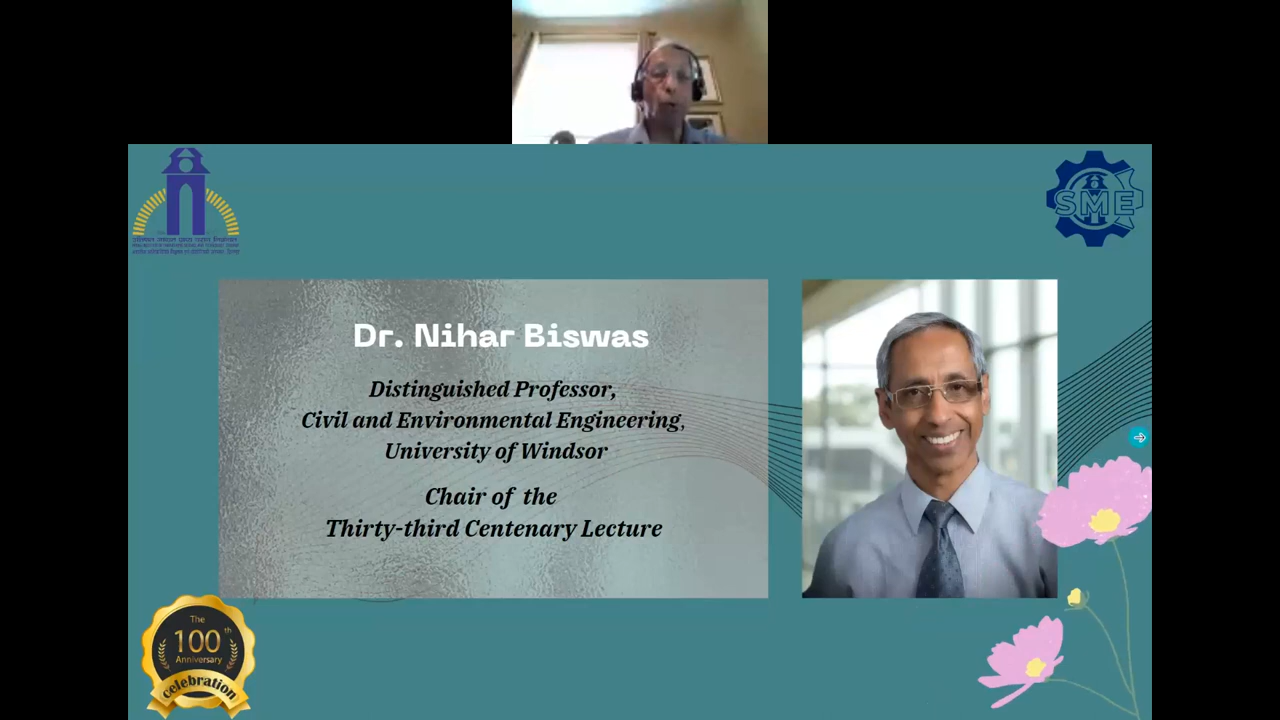 SME
Dr. Nihar Biswas
Distinguished Professor,
Civil and Environmental Engineering,
University of Windsor
Chair of the
Thirty-third Centenary Lecture
The
100th
Anniversary
celebration